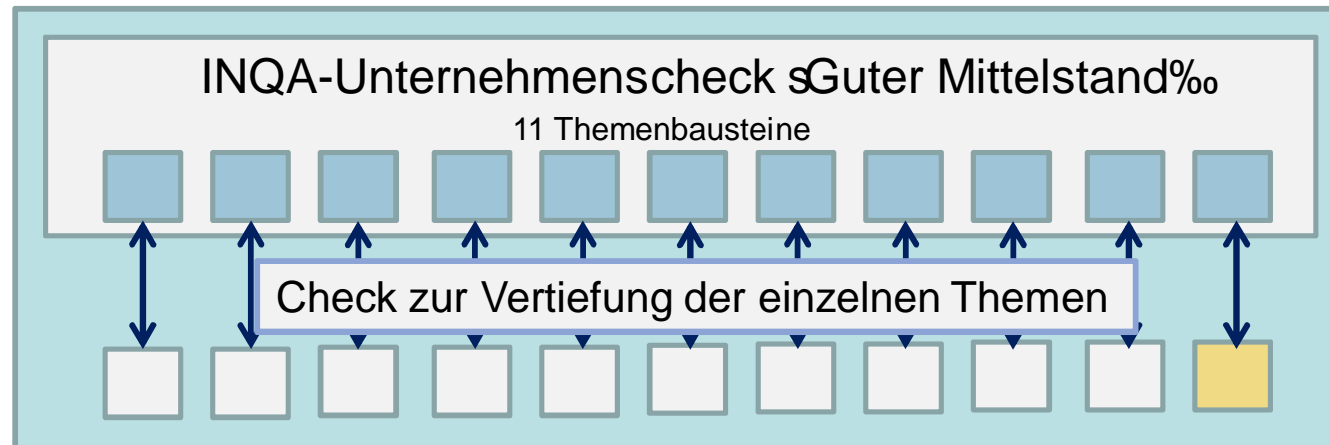 INQA-Unternehmenscheck sGuter Mittelstand‰
11 Themenbausteine
Check zur Vertiefung der einzelnen Themen